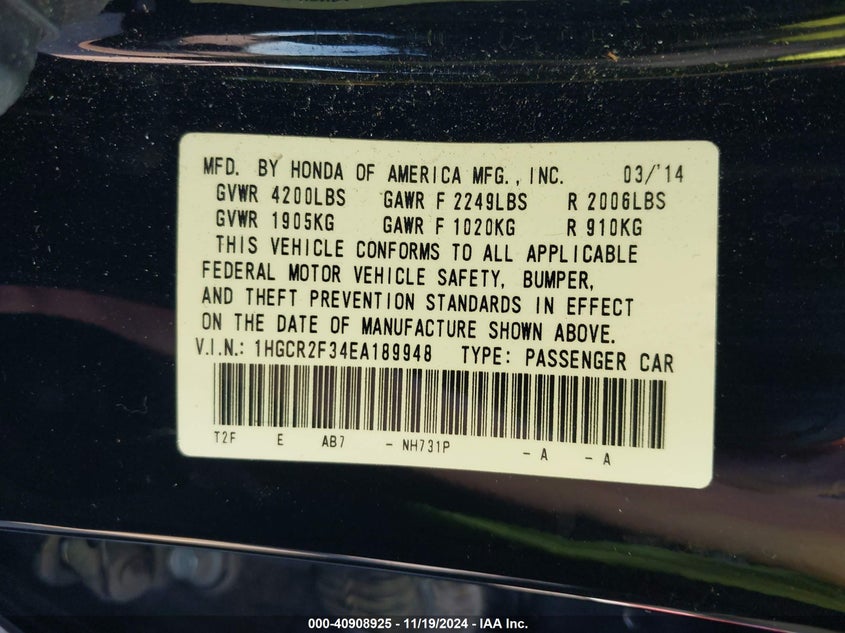 MFD. BY HONDA OF AMERICA MFG., INC. 03/'14
GVWR 4200LBS GAWR F 2249LBS R 2006LBS
GVWR 1905KG GAWR F 1020KG R 910KG
THIS VEHICLE CONFORMS TO ALL APPLICABLE
FEDERAL MOTOR VEHICLE SAFETY, BUMPER,
AND THEFT PREVENTION STANDARDS IN EFFECT
ON THE DATE OF MANUFACTURE SHOWN ABOVE.
V.I.N.: 1HGCR2F34EA189948 TYPE: PASSENGER CAR
T2F E AB7 - NH731P - A - A
000-40908925 - 11/19/2024 - IAA Inc.